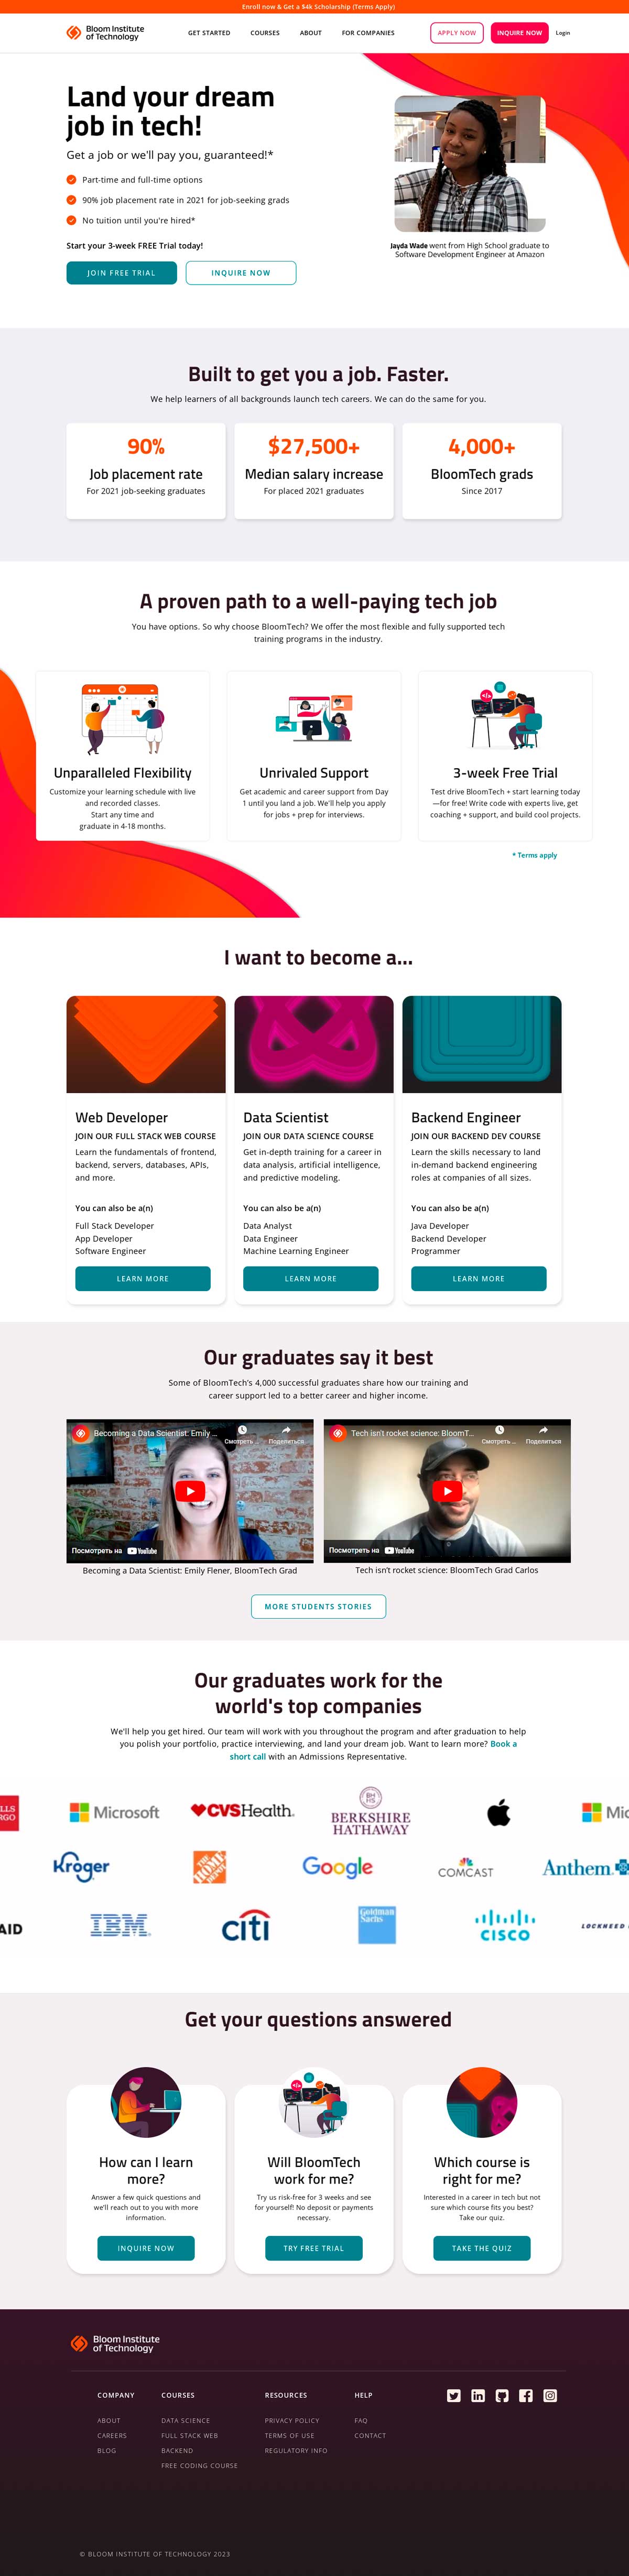 Enroll now & Get a $4k Scholarship (Terms Apply)
Bloom Institute
of Technology
GET STARTED
COURSES
ABOUT
FOR COMPANIES
APPLY NOW
INQUIRE NOW
Login
Land your dream
job in tech!
Get a job or we'll pay you, guaranteed!*
Part-time and full-time options
90% job placement rate in 2021 for job-seeking grads
No tuition until you're hired*
Start your 3-week FREE Trial today!
JOIN FREE TRIAL
INQUIRE NOW
Jayda Wade went from High School graduate to
Software Development Engineer at Amazon
Built to get you a job. Faster.
We help learners of all backgrounds launch tech careers. We can do the same for you.
90%
Job placement rate
For 2021 job-seeking graduates
$27,500+
Median salary increase
For placed 2021 graduates
4,000+
BloomTech grads
Since 2017
A proven path to a well-paying tech job
You have options. So why choose BloomTech? We offer the most flexible and fully supported tech
training programs in the industry.
Unparalleled Flexibility
Customize your learning schedule with live
and recorded classes.
Start any time and
graduate in 4-18 months.
Unrivaled Support
Get academic and career support from Day
1 until you land a job. We'll help you apply
for jobs + prep for interviews.
3-week Free Trial
Test drive BloomTech + start learning today
—for free! Write code with experts live, get
coaching + support, and build cool projects.
* Terms apply
I want to become a...
Web Developer
JOIN OUR FULL STACK WEB COURSE
Learn the fundamentals of frontend,
backend, servers, databases, APIs,
and more.
You can also be a(n)
Full Stack Developer
App Developer
Software Engineer
LEARN MORE
Data Scientist
JOIN OUR DATA SCIENCE COURSE
Get in-depth training for a career in
data analysis, artificial intelligence,
and predictive modeling.
You can also be a(n)
Data Analyst
Data Engineer
Machine Learning Engineer
LEARN MORE
Backend Engineer
JOIN OUR BACKEND DEV COURSE
Learn the skills necessary to land
in-demand backend engineering
roles at companies of all sizes.
You can also be a(n)
Java Developer
Backend Developer
Programmer
LEARN MORE
Our graduates say it best
Some of BloomTech's 4,000 successful graduates share how our training and
career support led to a better career and higher income.
Becoming a Data Scientist: Emily ...
Смотреть ...
Поделиться
Посмотреть на YouTube
Becoming a Data Scientist: Emily Flener, BloomTech Grad
Tech isn't rocket science: BloomT...
Смотреть ...
Поделиться
Посмотреть на YouTube
Tech isn't rocket science: BloomTech Grad Carlos
MORE STUDENTS STORIES
Our graduates work for the
world's top companies
We'll help you get hired. Our team will work with you throughout the program and after graduation to help
you polish your portfolio, practice interviewing, and land your dream job. Want to learn more? Book a
short call with an Admissions Representative.
LLS
RGO
Microsoft
CVSHealth.
BH
HS
BERKSHIRE
HATHAWAY
Mic
Kroger
THE HOME DEPOT
Google
COMCAST
Anthem.
AID
IBM
citi
Goldman
Sachs
CISCO
LOCKHEED
Get your questions answered
How can I learn
more?
Answer a few quick questions and
we'll reach out to you with more
information.
INQUIRE NOW
Will BloomTech
work for me?
Try us risk-free for 3 weeks and see
for yourself! No deposit or payments
necessary.
TRY FREE TRIAL
Which course is
right for me?
Interested in a career in tech but not
sure which course fits you best?
Take our quiz.
TAKE THE QUIZ
Bloom Institute
of Technology
COMPANY
ABOUT
CAREERS
BLOG
COURSES
DATA SCIENCE
FULL STACK WEB
BACKEND
FREE CODING COURSE
RESOURCES
PRIVACY POLICY
TERMS OF USE
REGULATORY INFO
HELP
FAQ
CONTACT
© BLOOM INSTITUTE OF TECHNOLOGY 2023